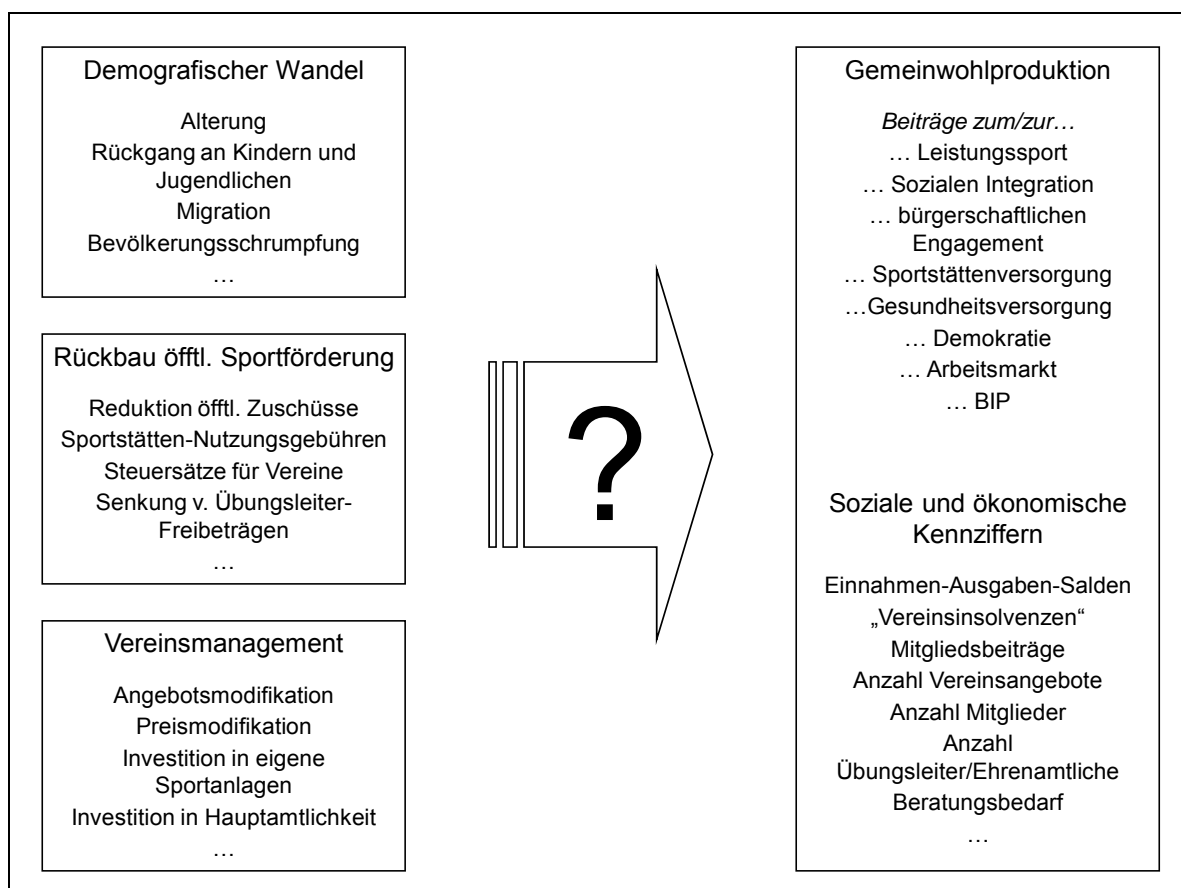 Demografischer Wandel
Alterung
Rückgang an Kindern und
Jugendlichen
Migration
Bevölkerungsschrumpfung
…
Rückbau öfftl. Sportförderung
Reduktion öfftl. Zuschüsse
Sportstätten-Nutzungsgebühren
Steuersätze für Vereine
Senkung v. Übungsleiter-
Freibeträgen
…
Vereinsmanagement
Angebotsmodifikation
Preismodifikation
Investition in eigene
Sportanlagen
Investition in Hauptamtlichkeit
…
?
Gemeinwohlproduktion
Beiträge zum/zur…
… Leistungssport
… Sozialen Integration
… bürgerschaftlichen
Engagement
… Sportstättenversorgung
…Gesundheitsversorgung
… Demokratie
… Arbeitsmarkt
… BIP
Soziale und ökonomische
Kennziffern
Einnahmen-Ausgaben-Salden
„Vereinsinsolvenzen“
Mitgliedsbeiträge
Anzahl Vereinsangebote
Anzahl Mitglieder
Anzahl
Übungsleiter/Ehrenamtliche
Beratungsbedarf
…